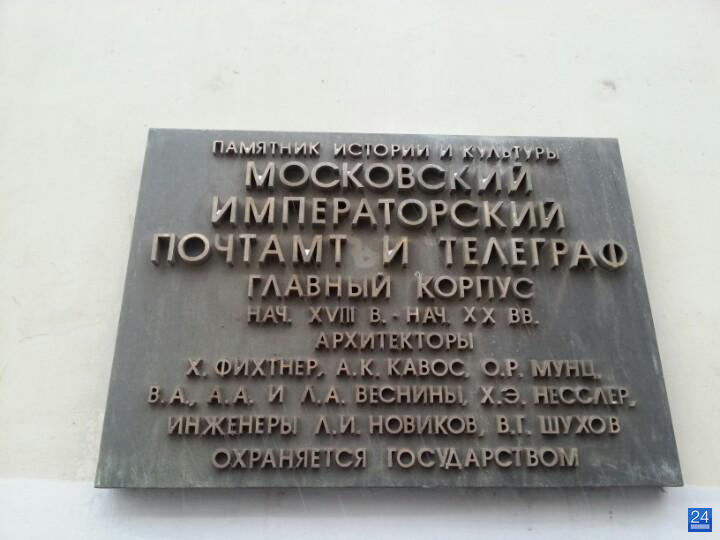 ПАМЯТНИК ИСТОРИИ И КУЛЬТУРЫ
МОСКОВСКИЙ
ИМПЕРАТОРСКИЙ
ПОЧТАМТ И ТЕЛЕГРАФ
ГЛАВНЫЙ КОРПУС
НАЧ. XVIII В. - НАЧ. XX ВВ.
АРХИТЕКТОРЫ
Х. ФИХТНЕР, А.К. КАВОС, О.Р. МУНЦ,
В.А., А.А. И Л.А. ВЕСНИНЫ, Х.Э. НЕССЛЕР,
ИНЖЕНЕРЫ Л.И. НОВИКОВ, В.Г. ШУХОВ
ОХРАНЯЕТСЯ ГОСУДАРСТВОМ
24